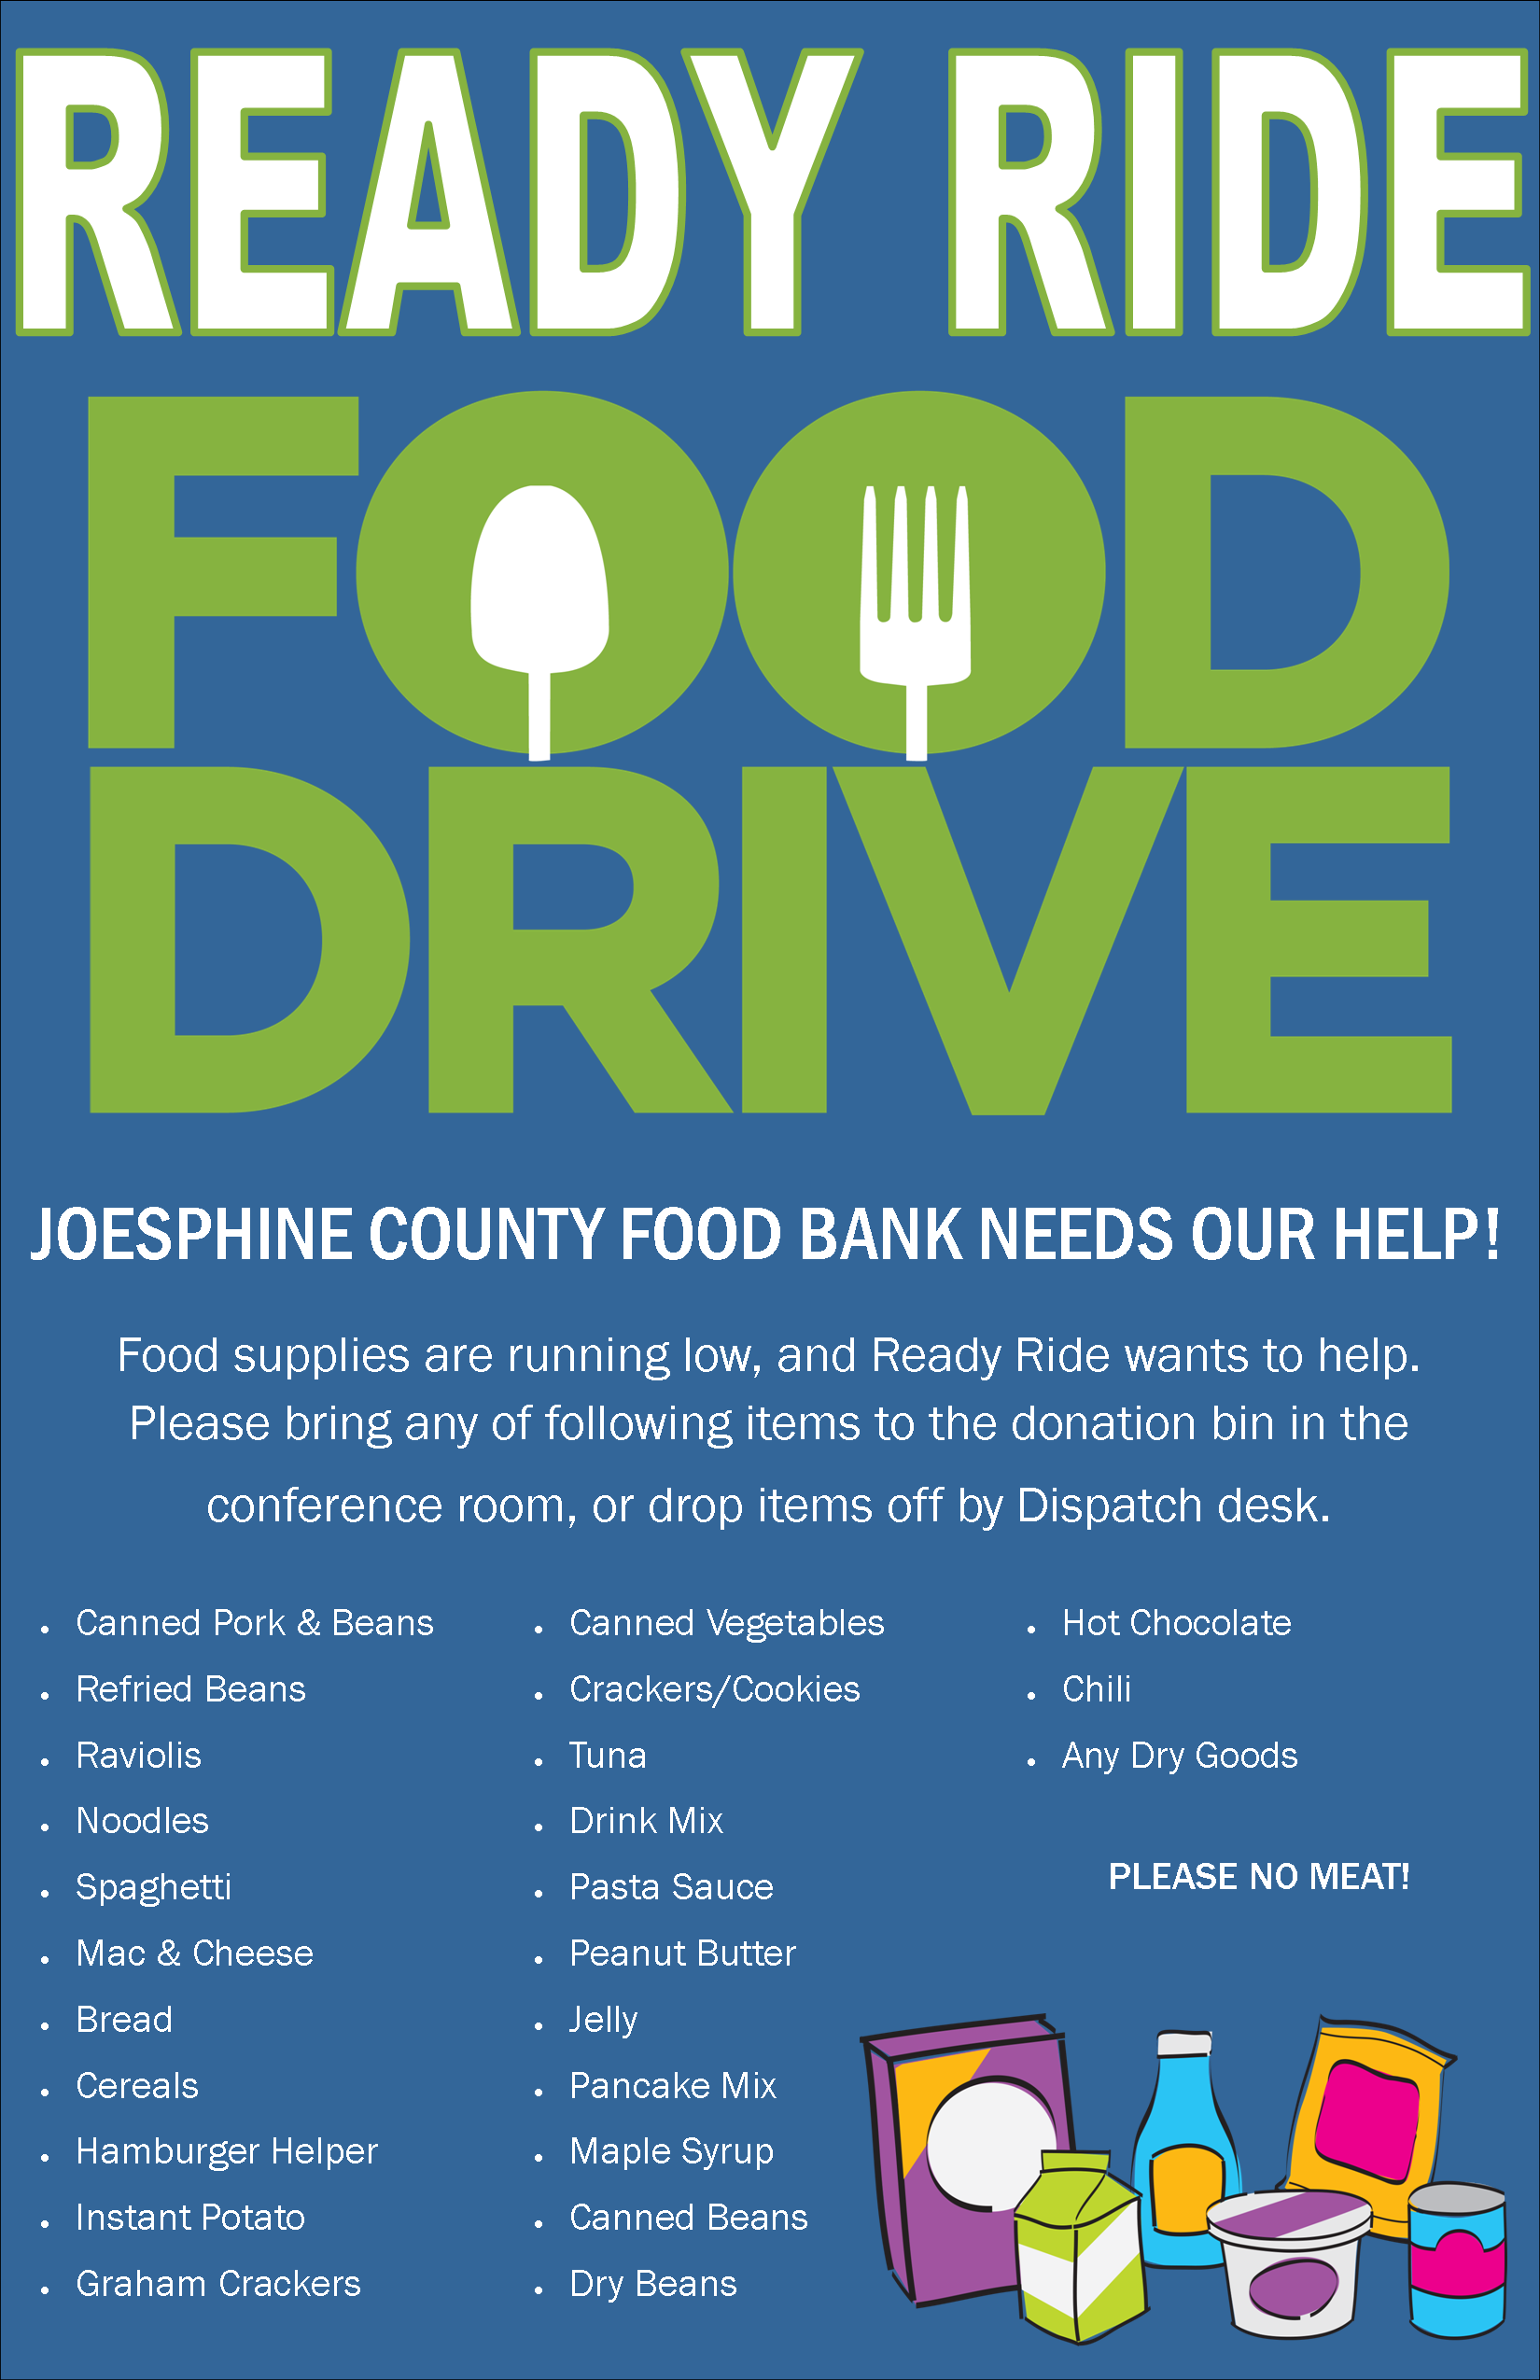 READY RIDE
FOOD
DRIVE
JOESPHINE COUNTY FOOD BANK NEEDS OUR HELP!
Food supplies are running low, and Ready Ride wants to help.
Please bring any of following items to the donation bin in the
conference room, or drop items off by Dispatch desk.
• Canned Pork & Beans
• Refried Beans
• Raviolis
• Noodles
• Spaghetti
• Mac & Cheese
• Bread
• Cereals
• Hamburger Helper
• Instant Potato
• Graham Crackers
• Canned Vegetables
• Crackers/Cookies
• Tuna
• Drink Mix
• Pasta Sauce
• Peanut Butter
• Jelly
• Pancake Mix
• Maple Syrup
• Canned Beans
• Dry Beans
• Hot Chocolate
• Chili
• Any Dry Goods
PLEASE NO MEAT!